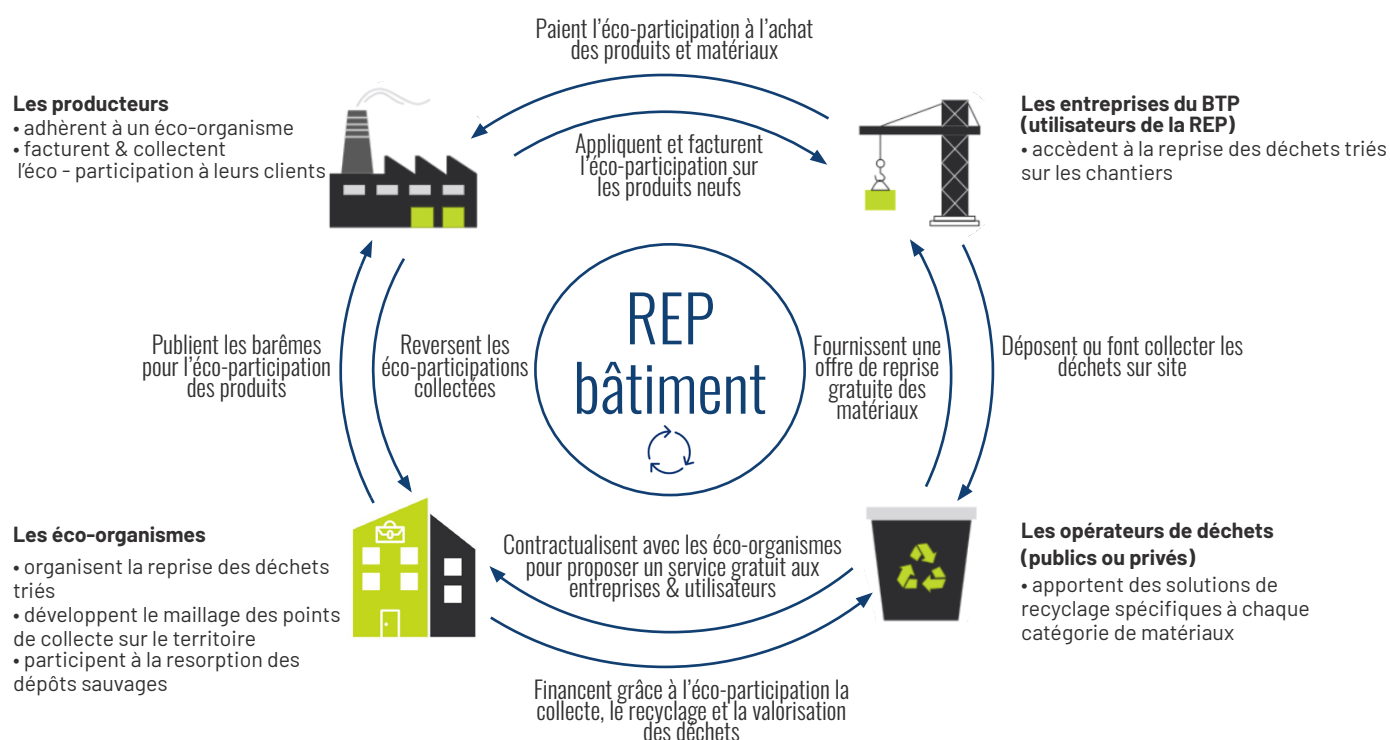 Paient l'éco-participation à l'achat
des produits et matériaux
Les producteurs
• adhèrent à un éco-organisme
• facturent & collectent
l'éco - participation à leurs clients
Appliquent et facturent
l'éco-participation sur
les produits neufs
Les entreprises du BTP
(utilisateurs de la REP)
• accèdent à la reprise des déchets triés
sur les chantiers
REP
bâtiment
Publient les barêmes
pour l'éco-participation
des produits
Reversent les
éco-participations
collectées
Fournissent une
offre de reprise
gratuite des
matériaux
Déposent ou font collecter les
déchets sur site
Les éco-organismes
• organisent la reprise des déchets
triés
• développent le maillage des points
de collecte sur le territoire
• participent à la resorption des
dépôts sauvages
Contractualisent avec les éco-organismes
pour proposer un service gratuit aux
entreprises & utilisateurs
Les opérateurs de déchets
(publics ou privés)
• apportent des solutions de
recyclage spécifiques à chaque
catégorie de matériaux
Financent grâce à l'éco-participation la
collecte, le recyclage et la valorisation
des déchets